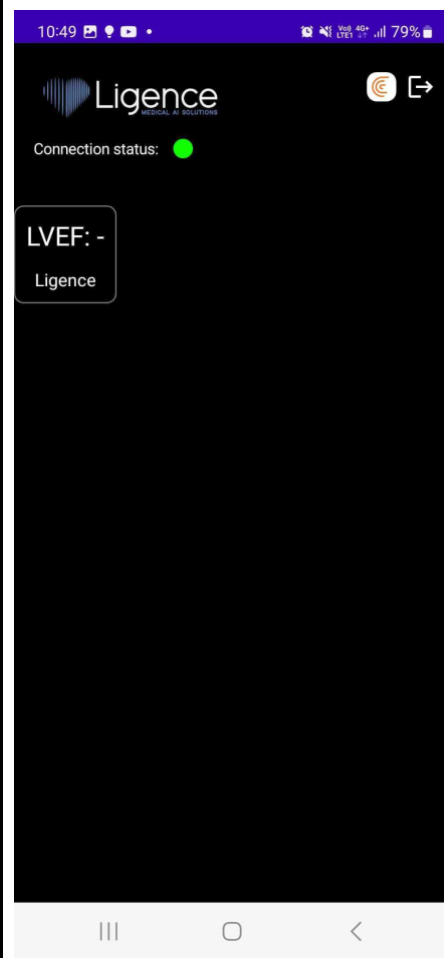 10:49 79%
Ligence
MEDICAL AI SOLUTIONS
Connection status:
LVEF: -
Ligence